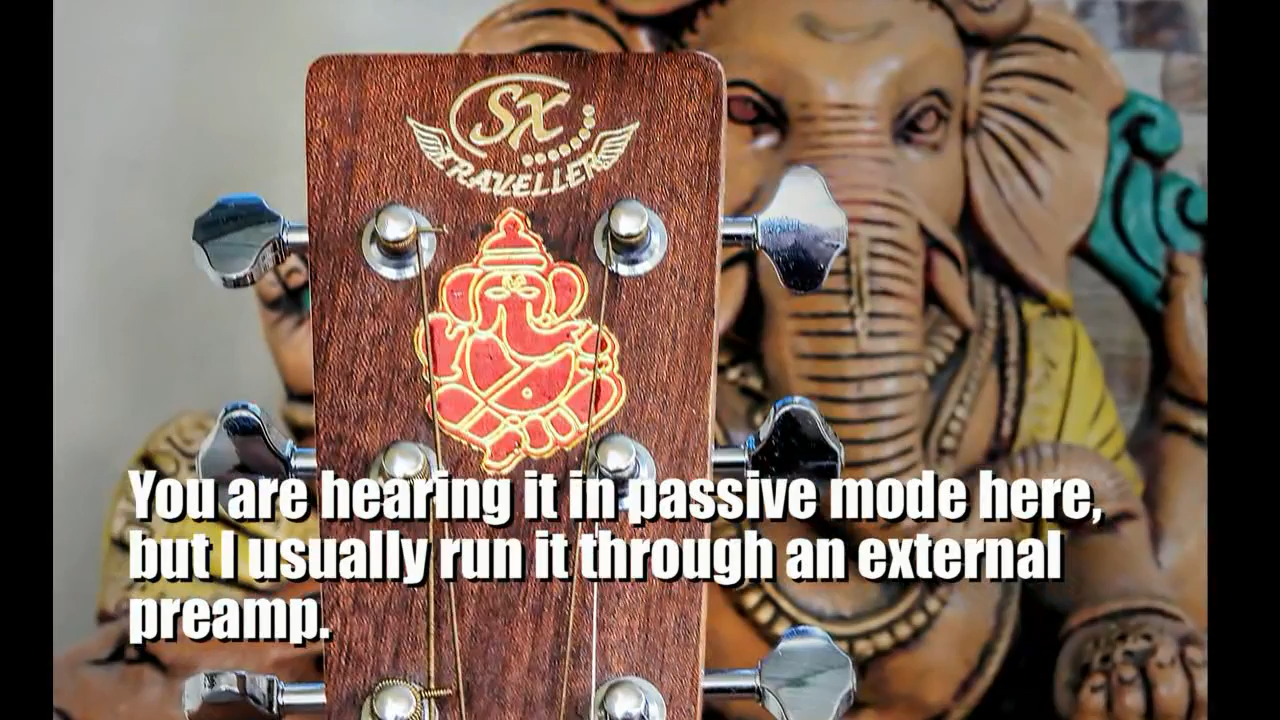 SX
TRAVELLER
You are hearing it in passive mode here,
but I usually run it through an external
preamp.